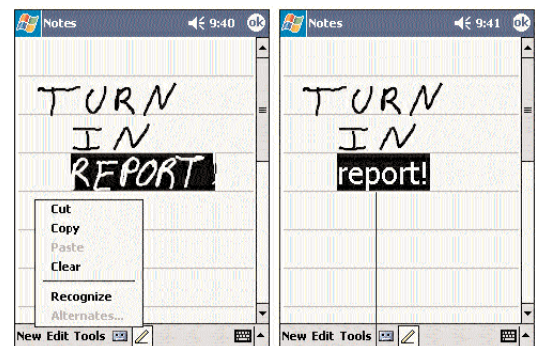 Notes 9:40 ok
TURN
IN
REPORT!
Cut
Copy
Paste
Clear
Recognize
Alternates...
New Edit Tools
Notes 9:41 ok
TURN
IN
report!
New Edit Tools